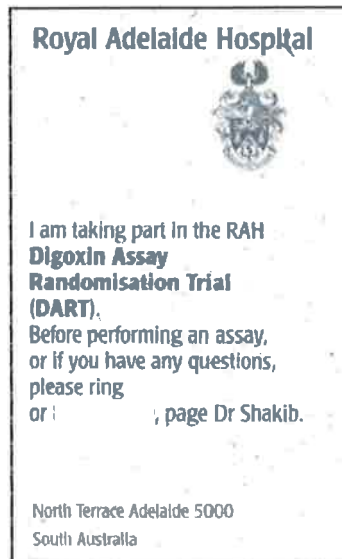 Royal Adelaide Hospital
I am taking part in the RAH
Digoxin Assay
Randomisation Trial
(DART).
Before performing an assay,
or if you have any questions,
please ring
or , page Dr Shakib.
North Terrace Adelaide 5000
South Australia